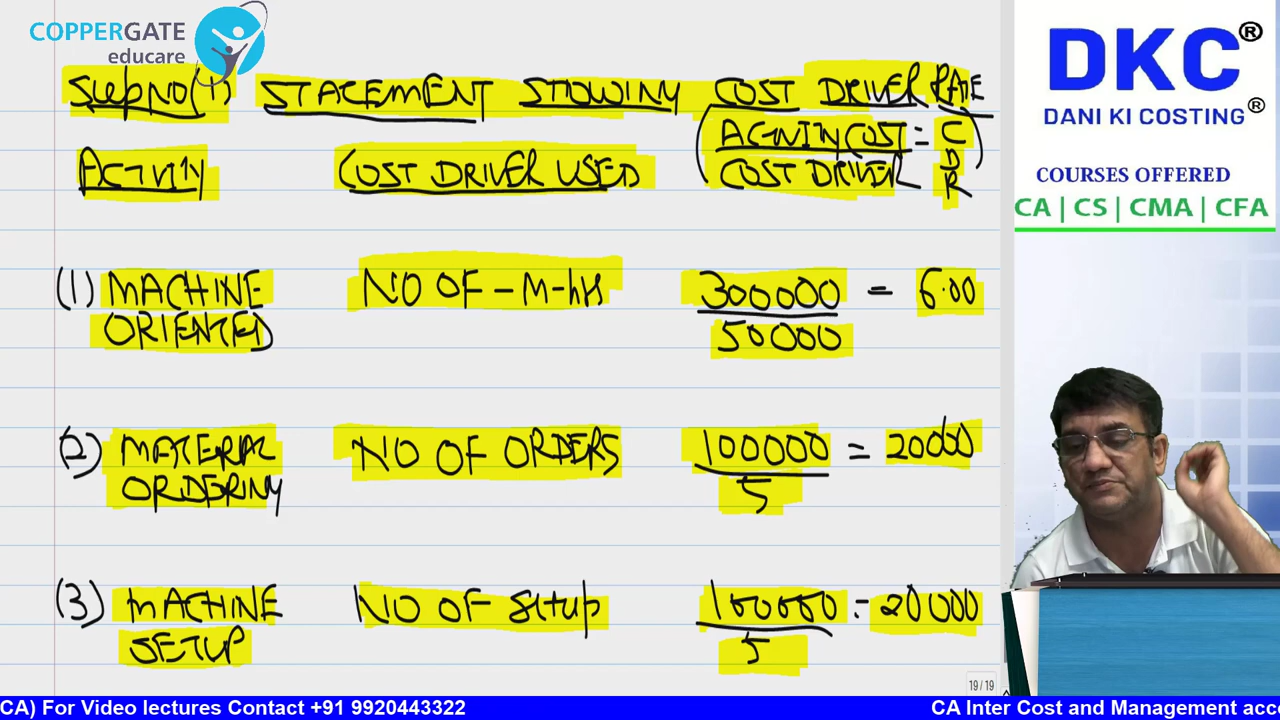 COPPERGATE
educare
Step NO (1) STATEMENT SHOWING COST DRIVER RATE
(ACTIVITY COST = C
COST DRIVER D
R)
ACTIVITY COST DRIVER USED
(1) MACHINE NO OF - M-hrs 300000 = 6.00
ORIENTED 50000
(2) MATERIAL NO OF ORDERS 100000 = 20000
ORDERING 5
(3) MACHINE NO OF Setup 100000 = 20000
SETUP 5
19 / 19
DKC®
DANI KI COSTING®
COURSES OFFERED
CA | CS | CMA | CFA
CA) For Video lectures Contact +91 9920443322
CA Inter Cost and Management acc